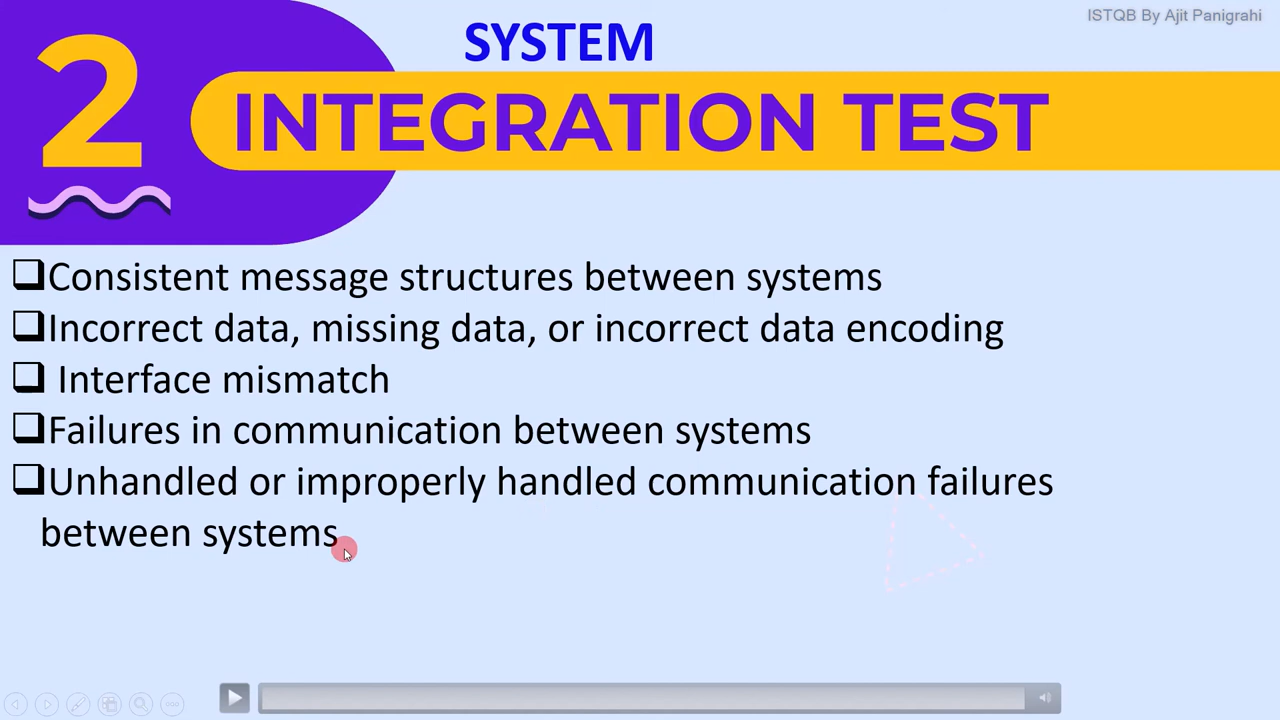 ISTQB By Ajit Panigrahi
SYSTEM
2
INTEGRATION TEST
Consistent message structures between systems
Incorrect data, missing data, or incorrect data encoding
Interface mismatch
Failures in communication between systems
Unhandled or improperly handled communication failures
between systems